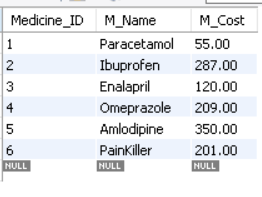 Medicine_ID M_Name M_Cost
1 Paracetamol 55.00
2 Ibuprofen 287.00
3 Enalapril 120.00
4 Omeprazole 209.00
5 Amlodipine 350.00
6 PainKiller 201.00
NULL NULL NULL